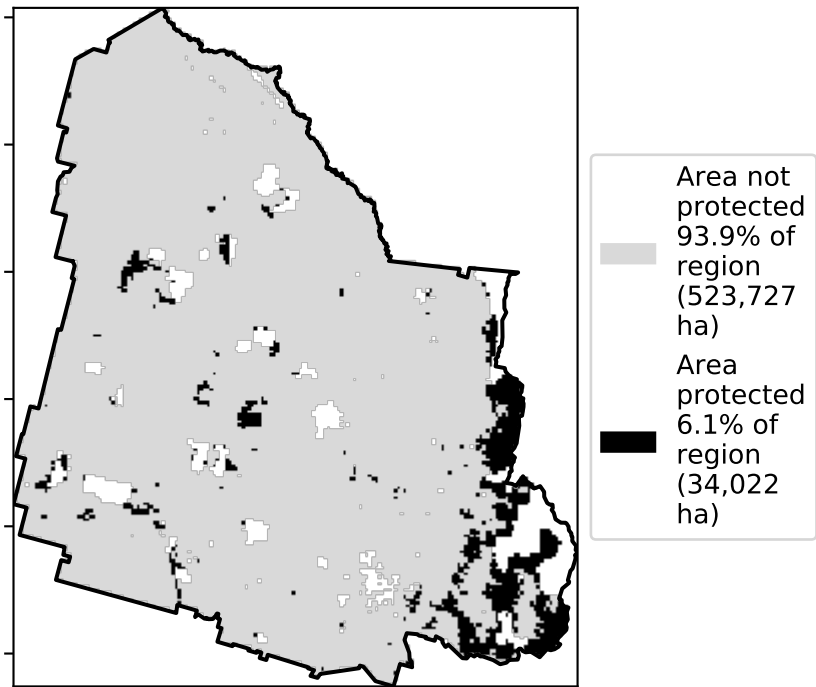 Area not
protected
93.9% of
region
(523,727
ha)
Area
protected
6.1% of
region
(34,022
ha)